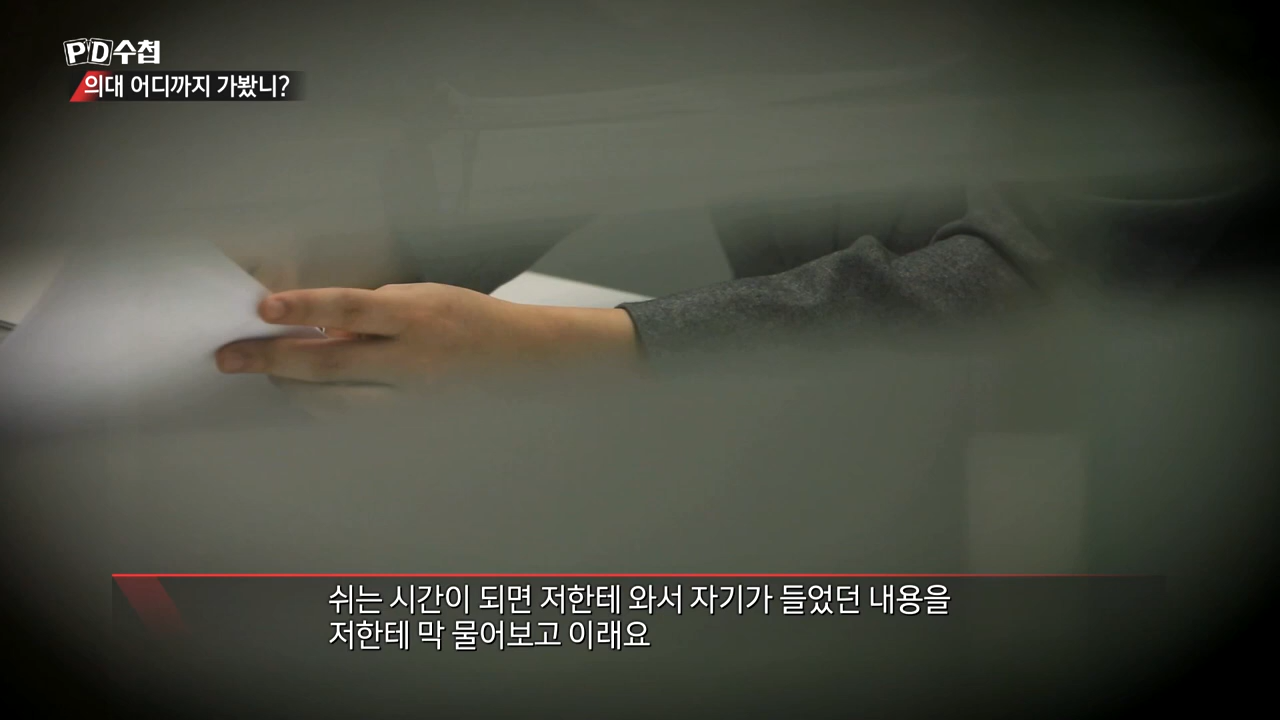 PD수첩
의대 어디까지 가봤니?
쉬는 시간이 되면 저한테 와서 자기가 들었던 내용을
저한테 막 물어보고 이래요